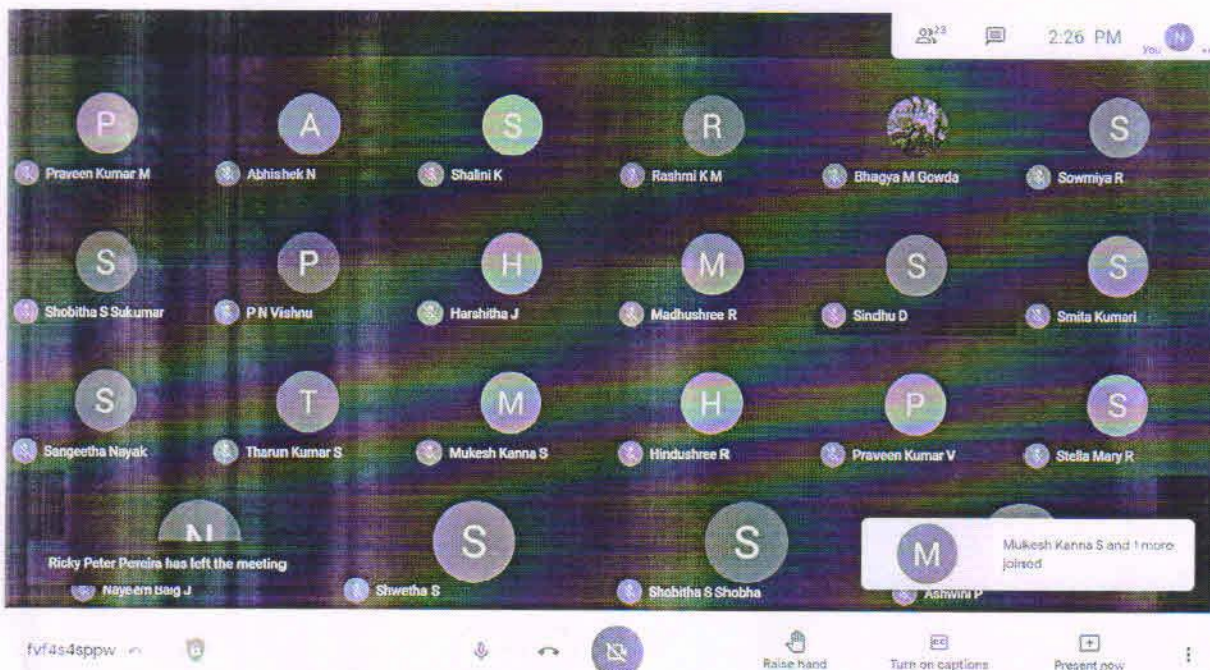 23 2:26 PM You N
P A S R S
Praveen Kumar M Abhishek N Shalini K Rashmi K M Bhagya M Gowda Sowmiya R
S P H M S S
Shobitha S Sukumar P N Vishnu Harshitha J Madhushree R Sindhu D Smita Kumari
S T M H P S
Sangeetha Nayak Tharun Kumar S Mukesh Kanna S Hindushree R Praveen Kumar V Stella Mary R
N S S M
Mukesh Kanna S and 1 more
joined
Ricky Peter Pereira has left the meeting
Nayeem Baig J Shwetha S Shobitha S Shobha Ashwini P
fvf4s4sppw
CC
Raise hand Turn on captions Present now